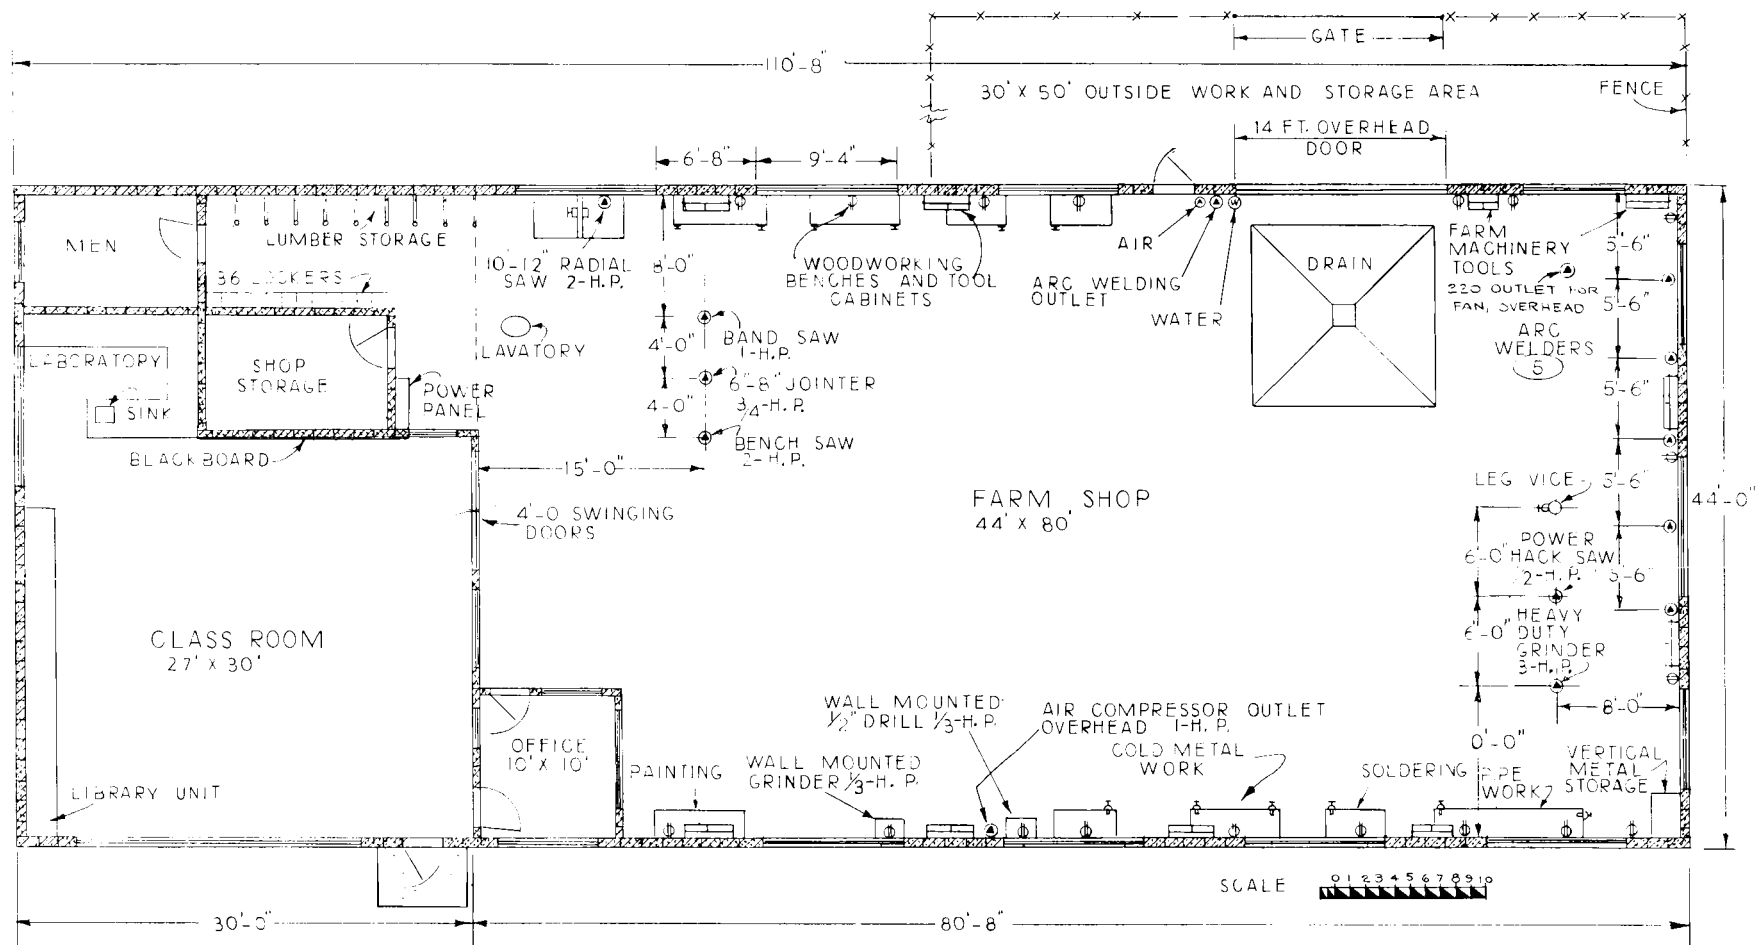 GATE
110'-8"
30' X 50' OUTSIDE WORK AND STORAGE AREA
FENCE
14 FT. OVERHEAD
DOOR
6'-8"
9'-4"
MEN
LUMBER STORAGE
36 LOCKERS
10-12" RADIAL
SAW 2-H.P.
8'-0"
WOODWORKING
BENCHES AND TOOL
CABINETS
AIR
ARC WELDING
OUTLET
WATER
DRAIN
FARM
MACHINERY
TOOLS
220 OUTLET FOR
FAN, OVERHEAD
5'-6"
5'-6"
ARC
WELDERS
5
5'-6"
LABORATORY
SINK
SHOP
STORAGE
POWER
PANEL
LAVATORY
4'-0"
BAND SAW
1-H.P.
6"-8" JOINTER
3/4-H.P.
4'-0"
BENCH SAW
2-H.P.
BLACKBOARD
15'-0"
4'-0 SWINGING
DOORS
FARM SHOP
44' X 80'
LEG VICE
5'-6"
44'-0"
6'-0"
POWER
HACK SAW
1/2-H.P.
5'-6"
6'-0"
HEAVY
DUTY
GRINDER
3-H.P.
8'-0"
CLASS ROOM
27' X 30'
OFFICE
10' X 10'
LIBRARY UNIT
PAINTING
WALL MOUNTED
GRINDER 1/3-H.P.
WALL MOUNTED
1/2" DRILL 1/3-H.P.
AIR COMPRESSOR OUTLET
OVERHEAD 1-H.P.
COLD METAL
WORK
SOLDERING
PIPE
WORK
VERTICAL
METAL
STORAGE
SCALE
0 1 2 3 4 5 6 7 8 9 10
30'-0"
80'-8"